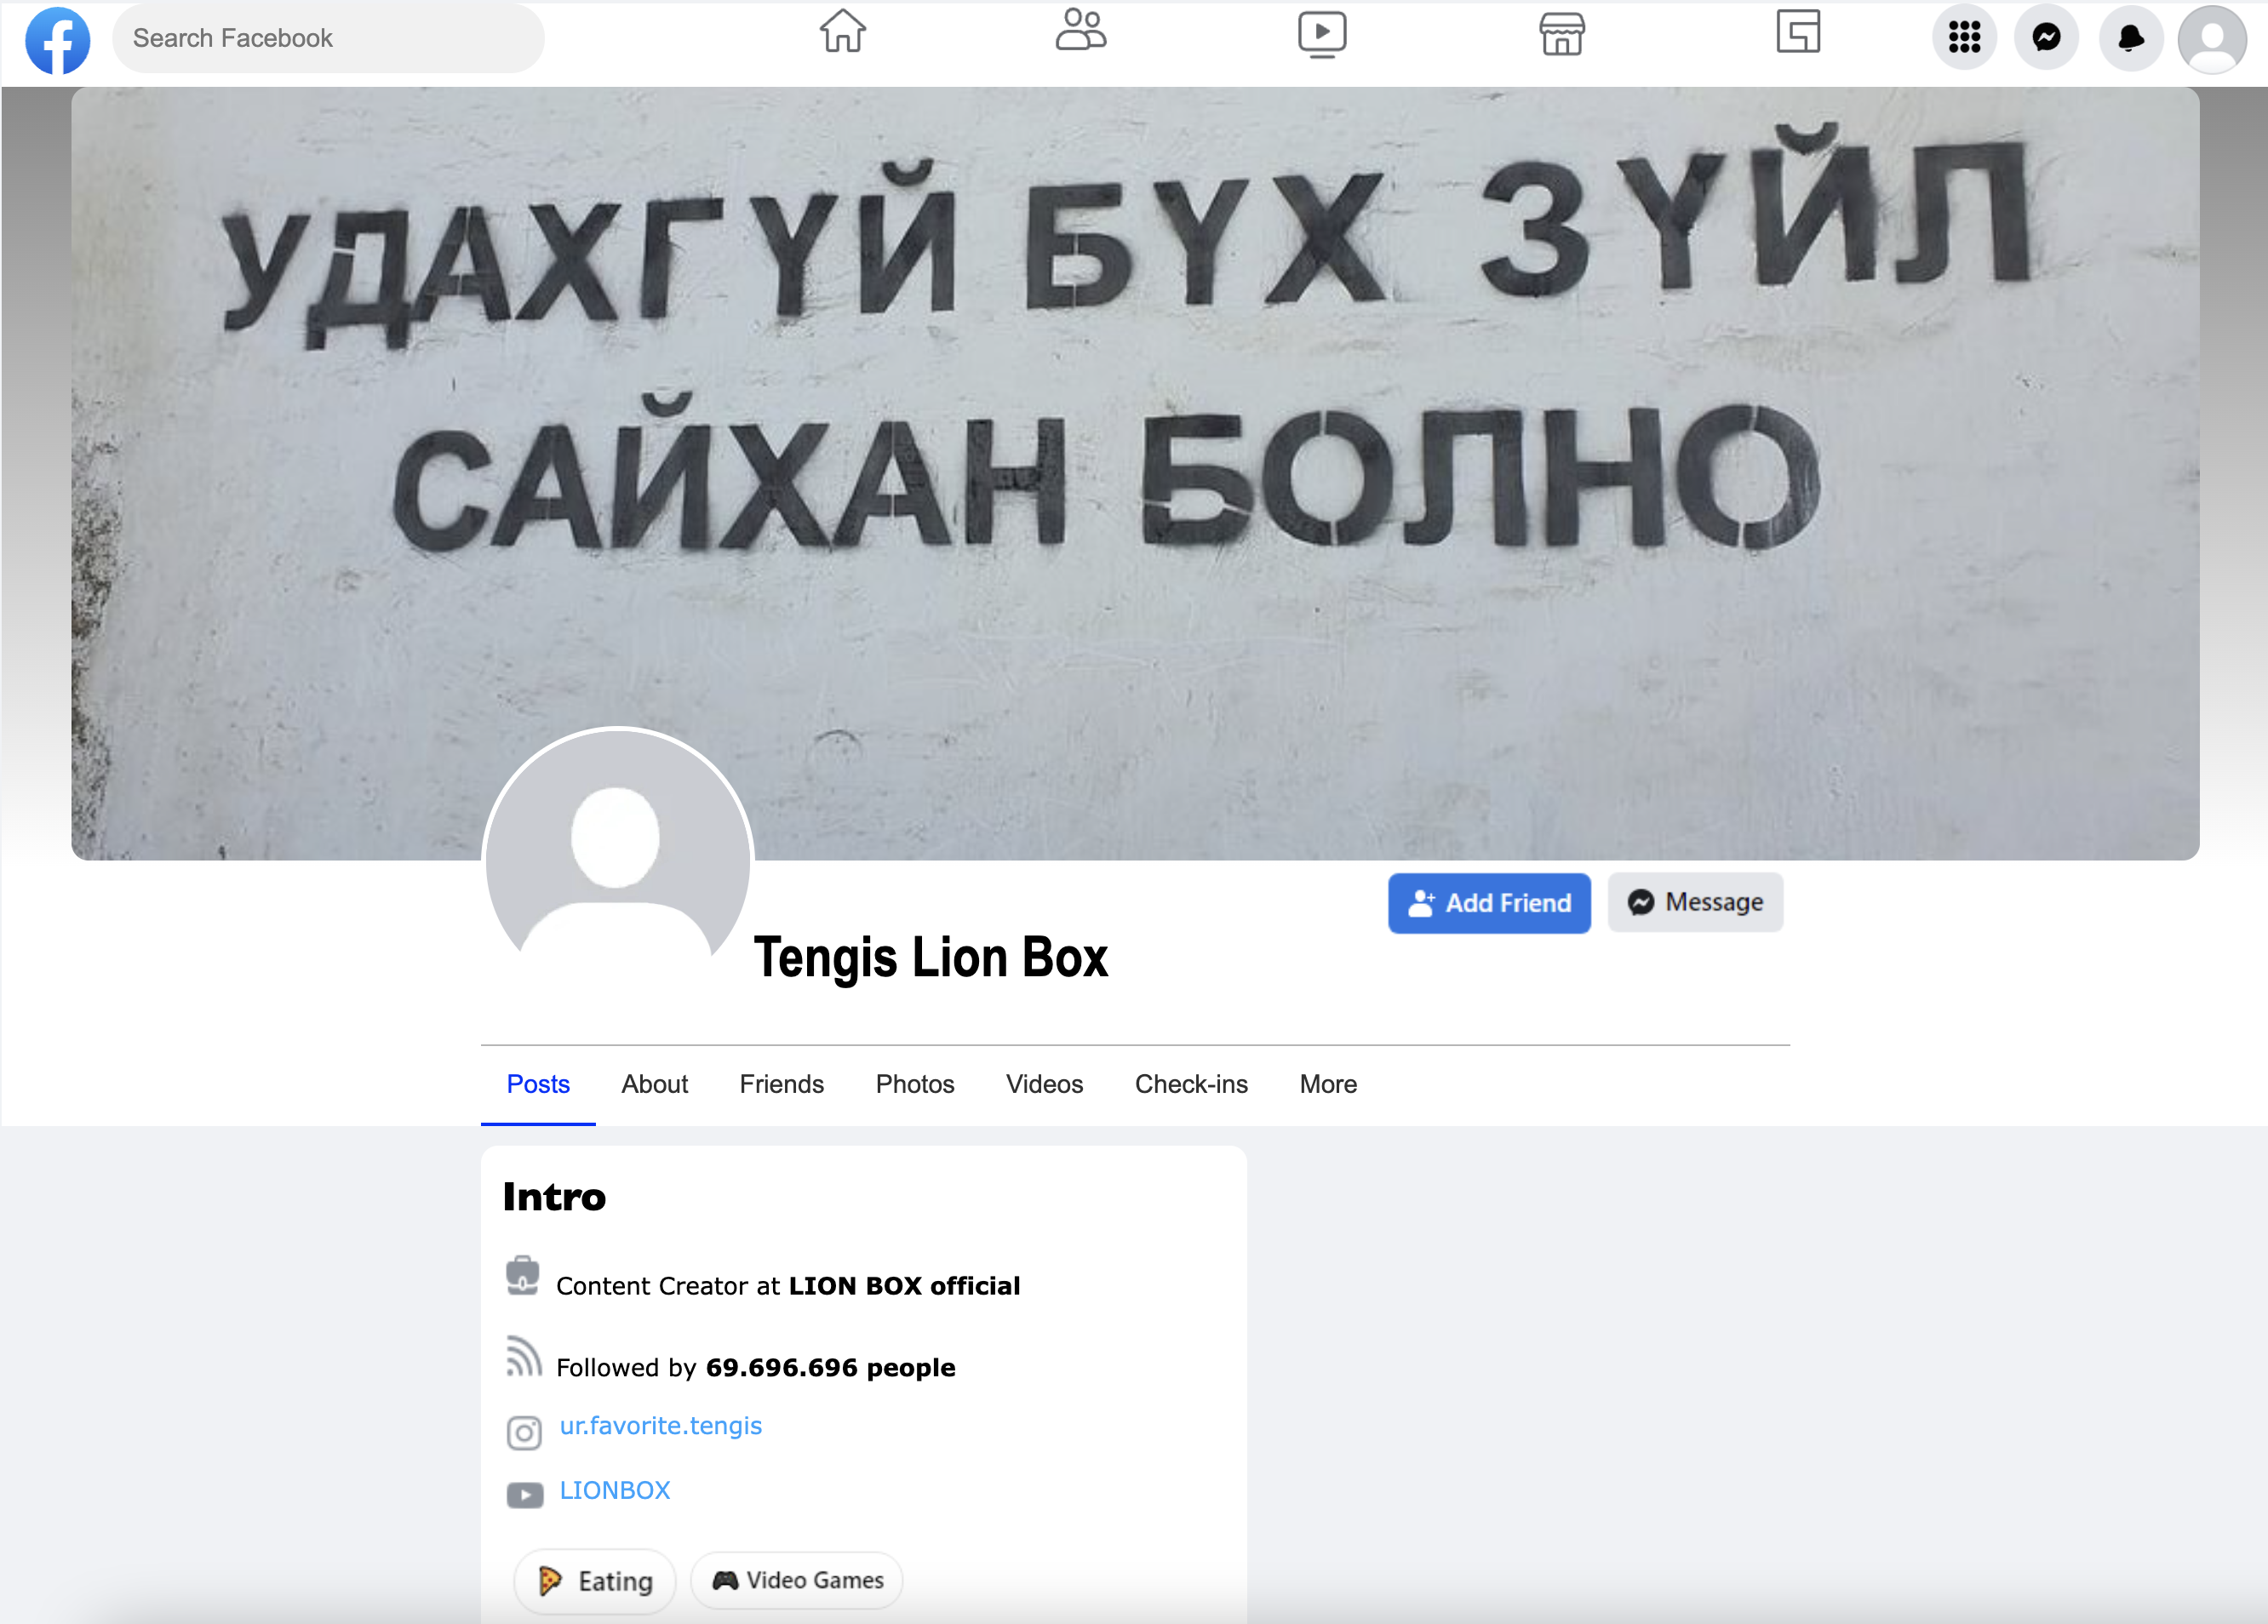 Search Facebook
УДАХГҮЙ БҮХ ЗҮЙЛ
САЙХАН БОЛНО
Add Friend
Message
Tengis Lion Box
Posts About Friends Photos Videos Check-ins More
Intro
Content Creator at LION BOX official
Followed by 69.696.696 people
ur.favorite.tengis
LIONBOX
Eating Video Games